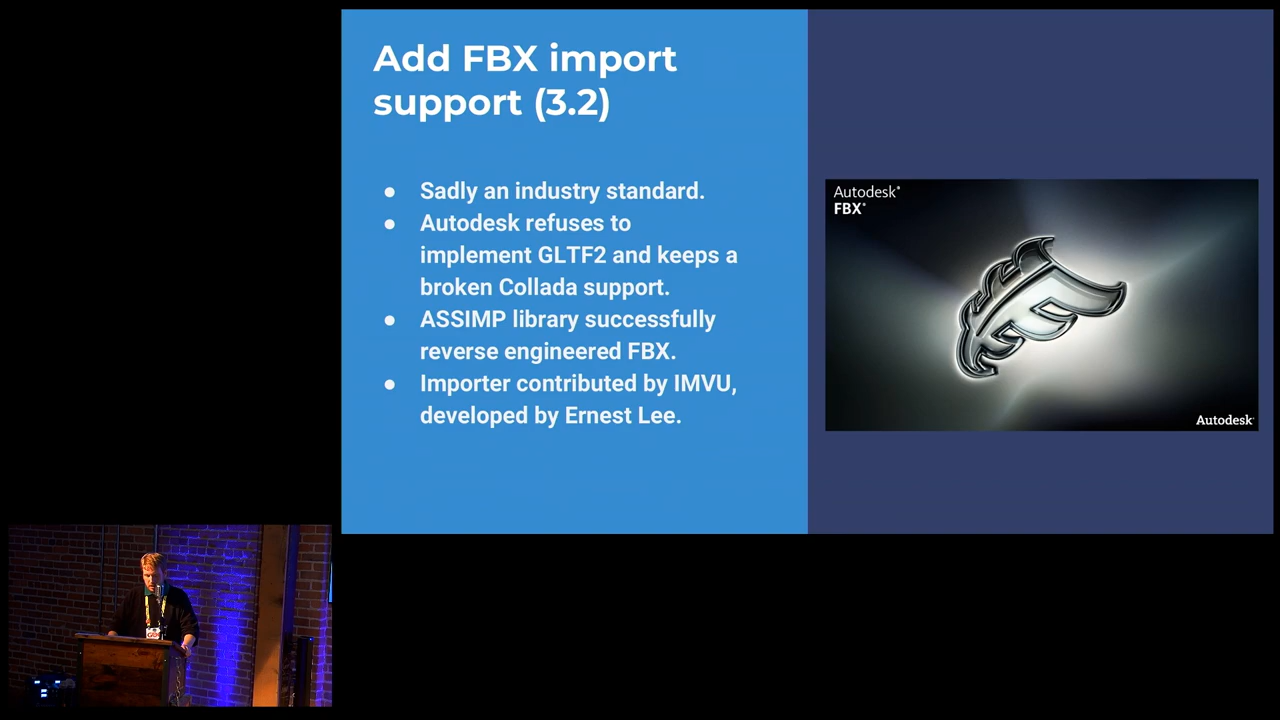 Add FBX import
support (3.2)
● Sadly an industry standard.
● Autodesk refuses to
implement GLTF2 and keeps a
broken Collada support.
● ASSIMP library successfully
reverse engineered FBX.
● Importer contributed by IMVU,
developed by Ernest Lee.
Autodesk®
FBX®
Autodesk®